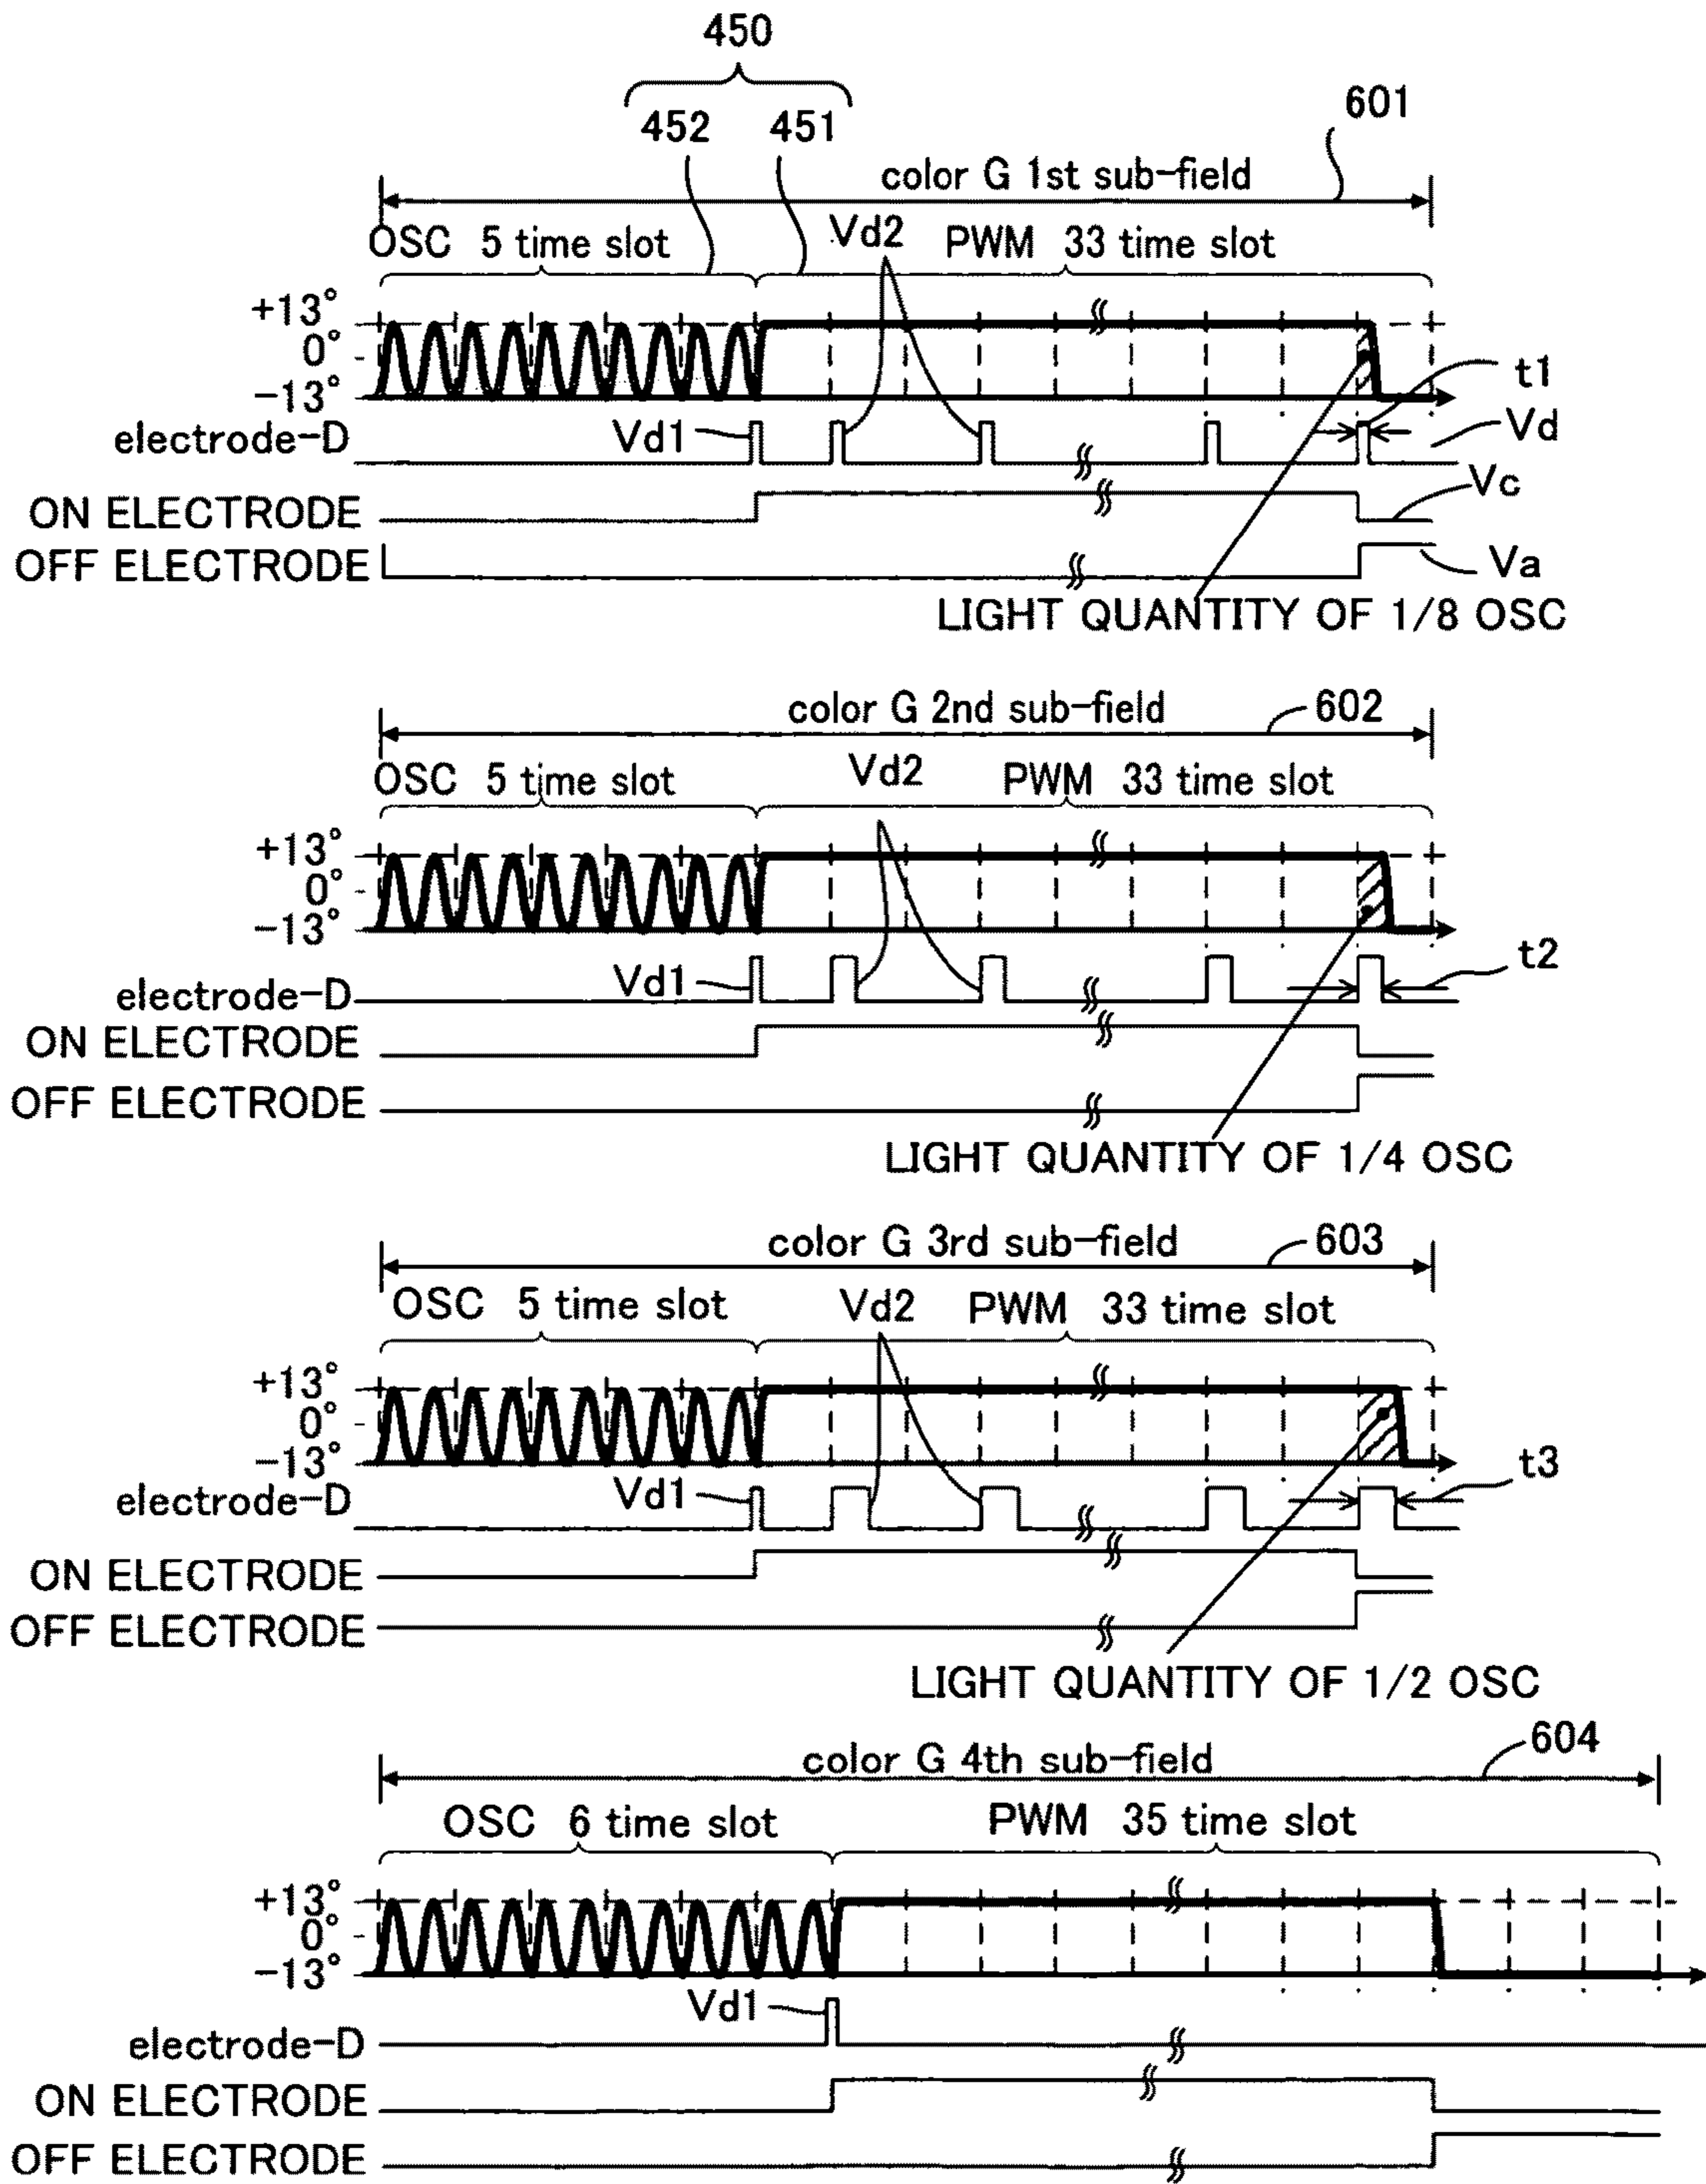 450
452 451 601
color G 1st sub-field
OSC 5 time slot Vd2 PWM 33 time slot
+13°
0°
-13°
t1
electrode-D Vd1 Vd
ON ELECTRODE Vc
OFF ELECTRODE Va
LIGHT QUANTITY OF 1/8 OSC
color G 2nd sub-field 602
OSC 5 time slot Vd2 PWM 33 time slot
+13°
0°
-13°
electrode-D Vd1 t2
ON ELECTRODE
OFF ELECTRODE
LIGHT QUANTITY OF 1/4 OSC
color G 3rd sub-field 603
OSC 5 time slot Vd2 PWM 33 time slot
+13°
0°
-13°
electrode-D Vd1 t3
ON ELECTRODE
OFF ELECTRODE
LIGHT QUANTITY OF 1/2 OSC
color G 4th sub-field 604
OSC 6 time slot PWM 35 time slot
+13°
0°
-13°
Vd1
electrode-D
ON ELECTRODE
OFF ELECTRODE